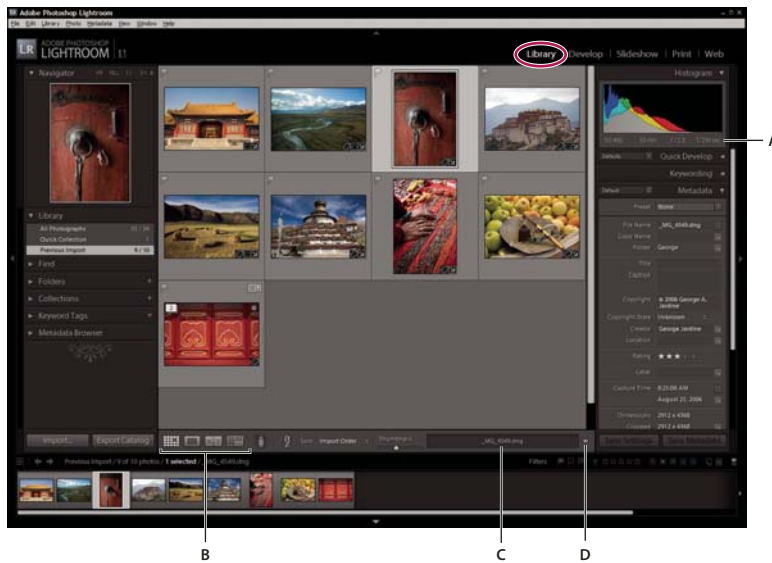 Adobe Photoshop Lightroom
File Edit Library Photo Metadata View Window Help
LR ADOBE PHOTOSHOP LIGHTROOM 1.1
Library Develop | Slideshow | Print | Web
Navigator
Histogram
A
Defaults Quick Develop
Keywording
Default Metadata
Preset None
Library
All Photographs
Quick Collection
Previous Import
Find
Folders
Collections
Keyword Tags
Metadata Browser
File Name _MG_4549.dng
Copy Name
Folder George
Title
Caption
Copyright © 2006 George A. Jardine
Copyright State Unknown
Creator George Jardine
Location
Rating ★★★
Label
Capture Time 8:25:08 AM
August 25, 2006
Dimensions 2912 x 4368
Cropped 2912 x 4368
2
Import... Export Catalog
Sort: Import Order
Thumbnails
_MG_4549.dng
Sync Settings Sync Metadata
Previous Import / 9 of 10 photos / 1 selected / _MG_4549.dng
Filters:
B C D